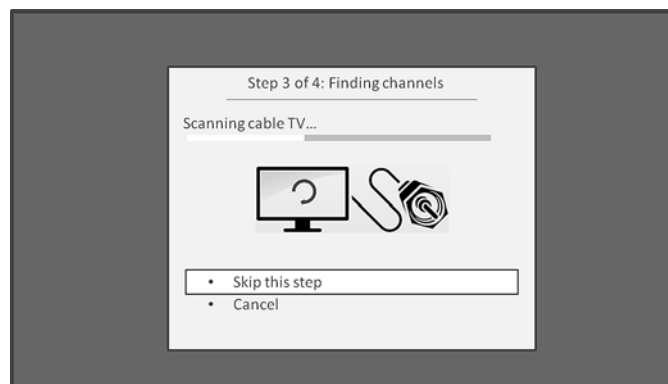 Step 3 of 4: Finding channels
Scanning cable TV...
• Skip this step
• Cancel